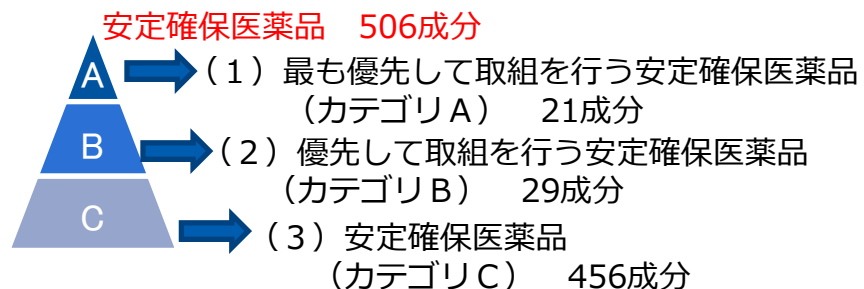 安定確保医薬品　506成分
A
（１）最も優先して取組を行う安定確保医薬品
（カテゴリＡ）　21成分
B
（２）優先して取組を行う安定確保医薬品
（カテゴリＢ）　29成分
C
（３）安定確保医薬品
（カテゴリＣ）　456成分